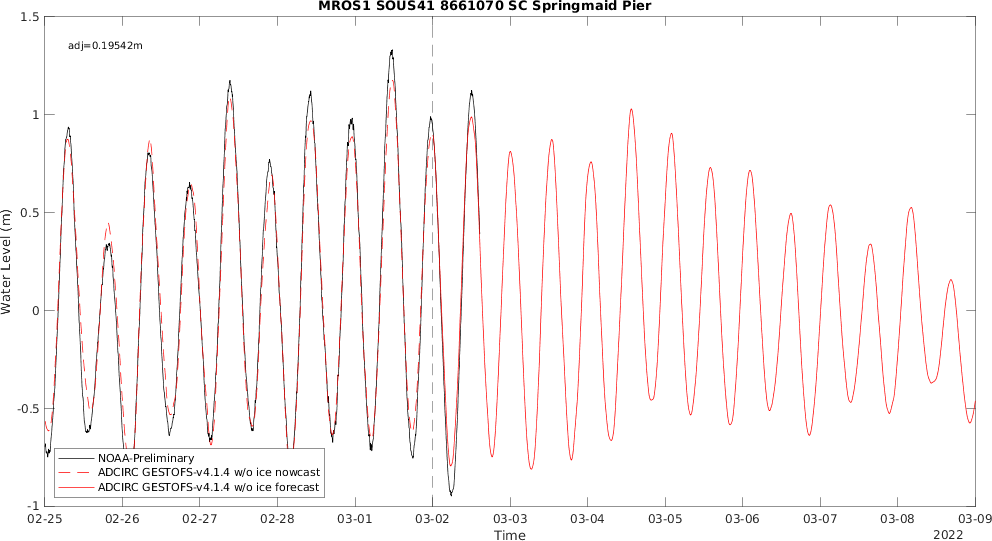 MROS1 SOUS41 8661070 SC Springmaid Pier
adj=0.19542m
1.5
1
0.5
0
-0.5
-1
Water Level (m)
NOAA-Preliminary
ADCIRC GESTOFS-v4.1.4 w/o ice nowcast
ADCIRC GESTOFS-v4.1.4 w/o ice forecast
02-25 02-26 02-27 02-28 03-01 03-02 03-03 03-04 03-05 03-06 03-07 03-08 03-09
Time
2022